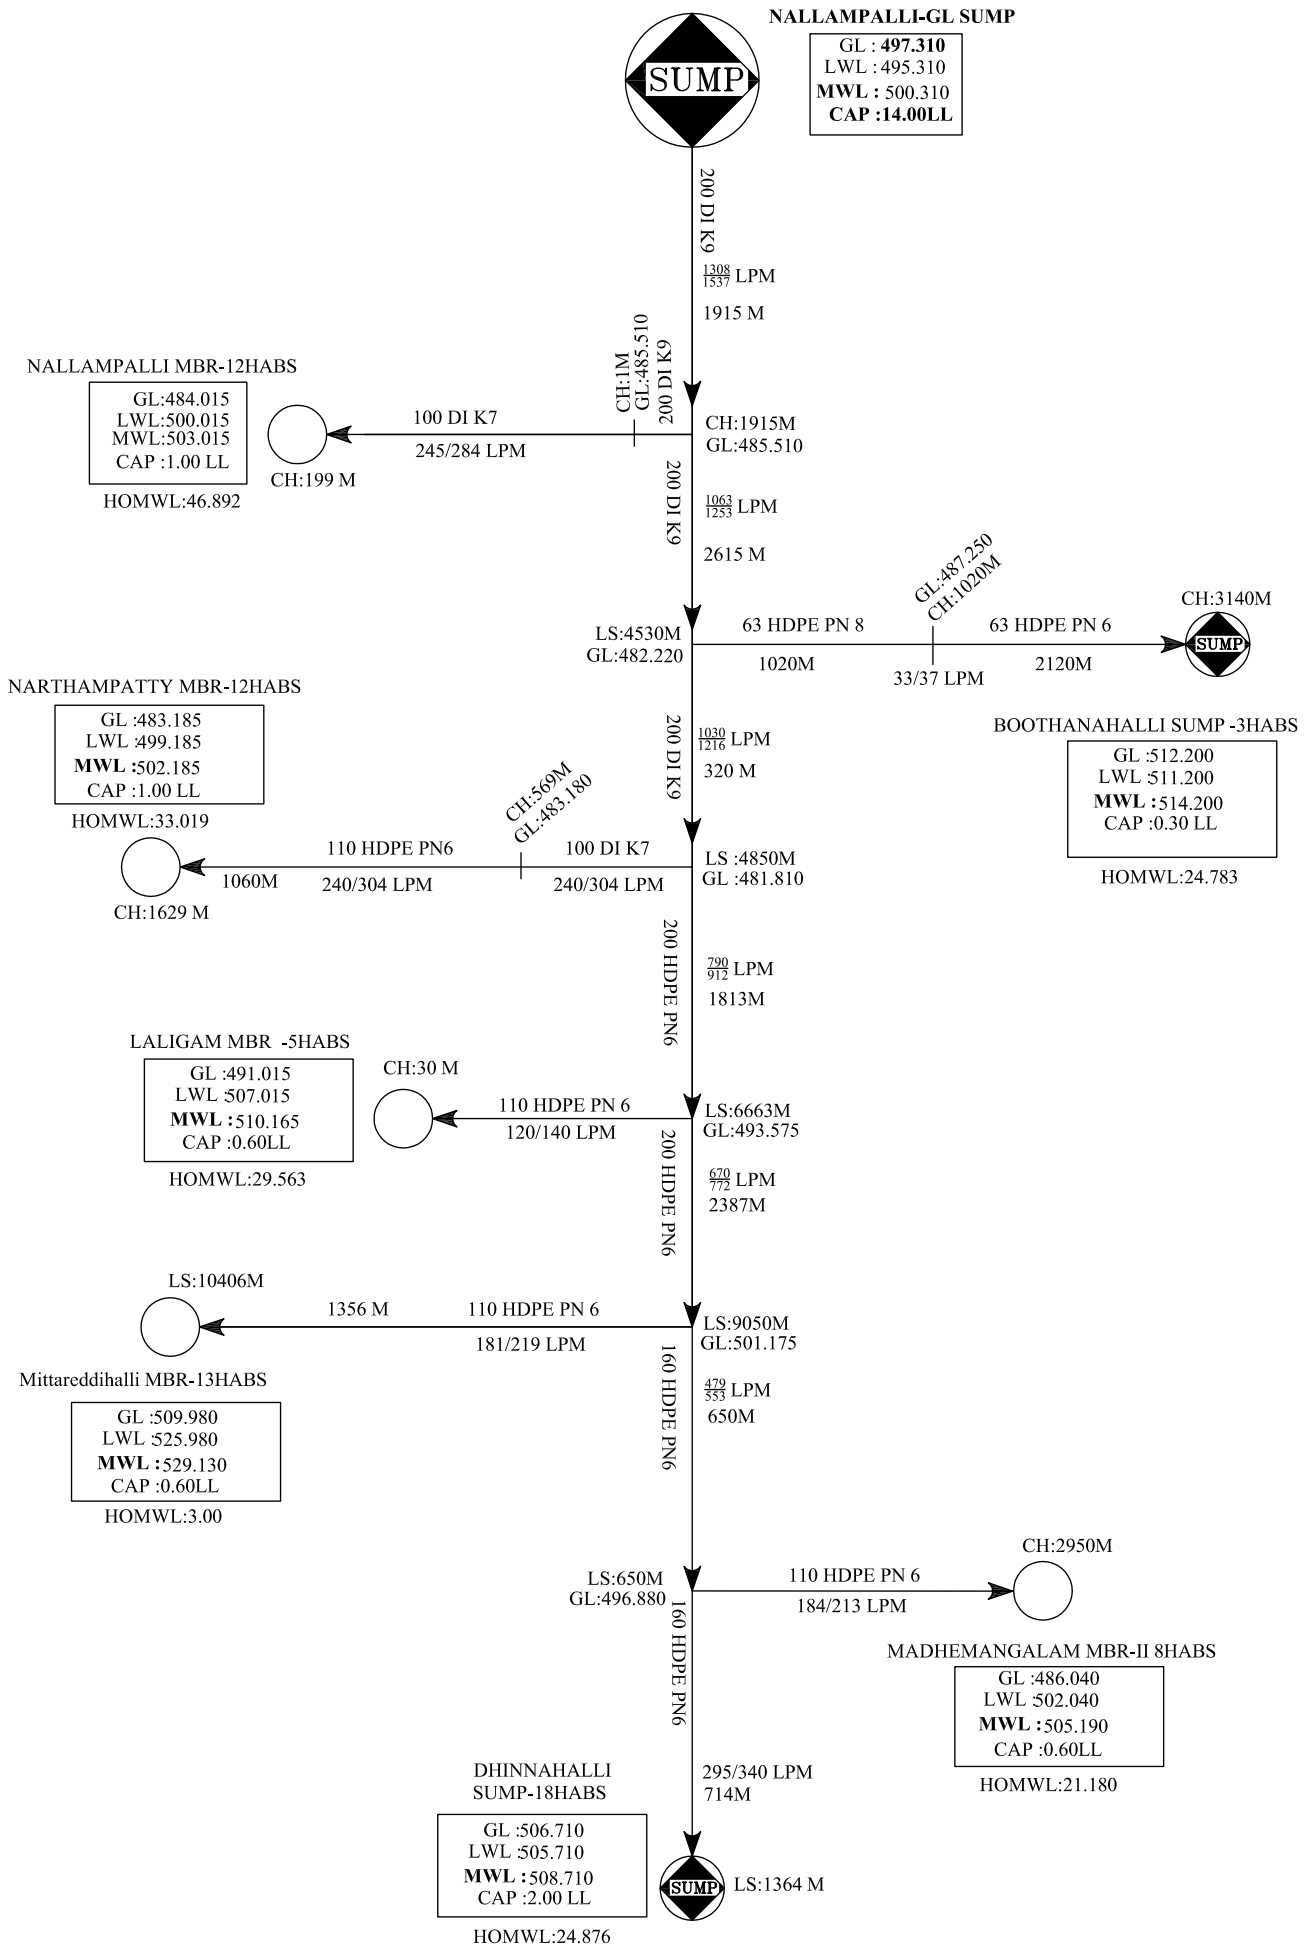 NALLAMPALLI-GL SUMP
GL : 497.310
LWL : 495.310
MWL : 500.310
CAP :14.00LL
SUMP
200 DI K9
1308
1537 LPM
1915 M
CH:1M
GL:485.510
200 DI K9
NALLAMPALLI MBR-12HABS
GL:484.015
LWL:500.015
MWL:503.015
CAP :1.00 LL
HOMWL:46.892
CH:199 M
100 DI K7
245/284 LPM
CH:1915M
GL:485.510
200 DI K9
1063
1253 LPM
2615 M
LS:4530M
GL:482.220
63 HDPE PN 8
1020M
GL:487.250
CH:1020M
33/37 LPM
63 HDPE PN 6
2120M
CH:3140M
SUMP
BOOTHANAHALLI SUMP -3HABS
GL :512.200
LWL :511.200
MWL :514.200
CAP :0.30 LL
HOMWL:24.783
200 DI K9
1030
1216 LPM
320 M
NARTHAMPATTY MBR-12HABS
GL :483.185
LWL :499.185
MWL :502.185
CAP :1.00 LL
HOMWL:33.019
CH:1629 M
110 HDPE PN6
1060M
240/304 LPM
CH:569M
GL:483.180
100 DI K7
240/304 LPM
LS :4850M
GL :481.810
200 HDPE PN6
790
912 LPM
1813M
LALIGAM MBR -5HABS
GL :491.015
LWL :507.015
MWL :510.165
CAP :0.60LL
HOMWL:29.563
CH:30 M
110 HDPE PN 6
120/140 LPM
LS:6663M
GL:493.575
200 HDPE PN6
670
772 LPM
2387M
LS:10406M
1356 M
110 HDPE PN 6
181/219 LPM
LS:9050M
GL:501.175
Mittareddihalli MBR-13HABS
GL :509.980
LWL :525.980
MWL :529.130
CAP :0.60LL
HOMWL:3.00
160 HDPE PN6
479
553 LPM
650M
LS:650M
GL:496.880
110 HDPE PN 6
184/213 LPM
CH:2950M
MADHEMANGALAM MBR-II 8HABS
GL :486.040
LWL :502.040
MWL :505.190
CAP :0.60LL
HOMWL:21.180
160 HDPE PN6
295/340 LPM
714M
DHINNAHALLI
SUMP-18HABS
GL :506.710
LWL :505.710
MWL :508.710
CAP :2.00 LL
HOMWL:24.876
SUMP
LS:1364 M